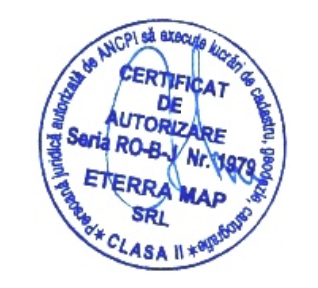 Persoană juridică autorizată de ANCPI să execute lucrări de cadastru, geodezie, cartografie
CERTIFICAT
DE
AUTORIZARE
Seria RO-B-J Nr. 1979
ETERRA MAP
SRL
* CLASA II *